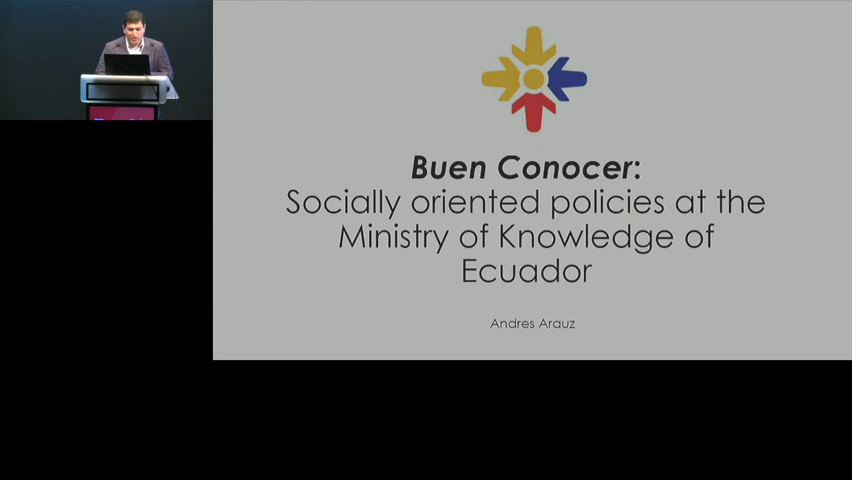 Buen Conocer:
Socially oriented policies at the
Ministry of Knowledge of
Ecuador
Andres Arauz